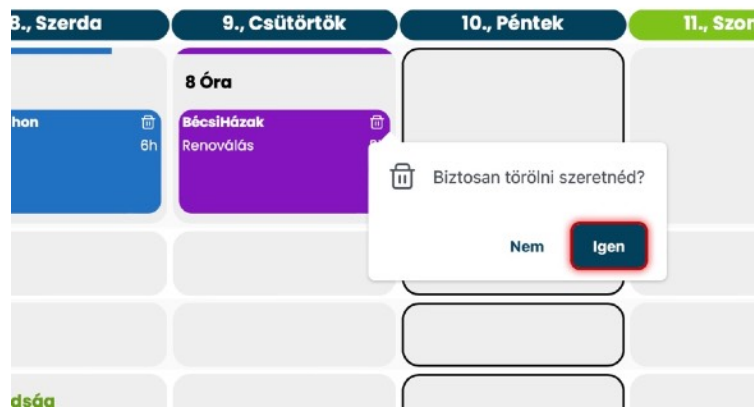 8., Szerda
9., Csütörtök
10., Péntek
11., Szom
8 Óra
hon
6h
BécsiHázak
Renoválás
Biztosan törölni szeretnéd?
Nem
Igen
dság